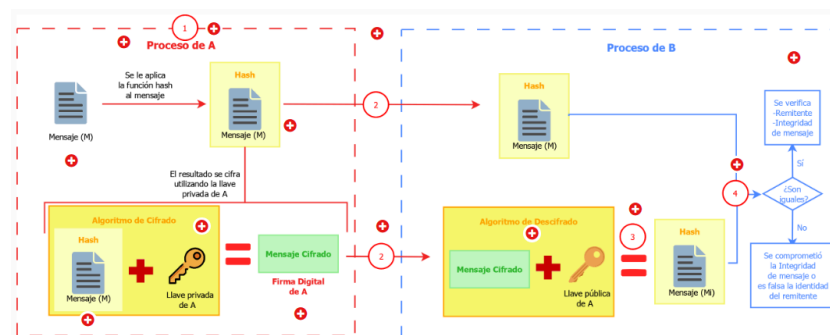 1
Proceso de A
Se le aplica
la función hash
al mensaje
Mensaje (M)
Hash
Mensaje (M)
2
El resultado se cifra
utilizando la llave
privada de A
Algoritmo de Cifrado
Hash
Mensaje (M)
Llave privada
de A
Mensaje Cifrado
Firma Digital
de A
2
Proceso de B
Hash
Mensaje (M)
Algoritmo de Descifrado
Mensaje Cifrado
Llave pública
de A
3
Hash
Mensaje (Mi)
4
¿Son
iguales?
Sí
Se verifica
-Remitente
-Integridad
de mensaje
No
Se comprometió
la Integridad
de mensaje o
es falsa la identidad
del remitente